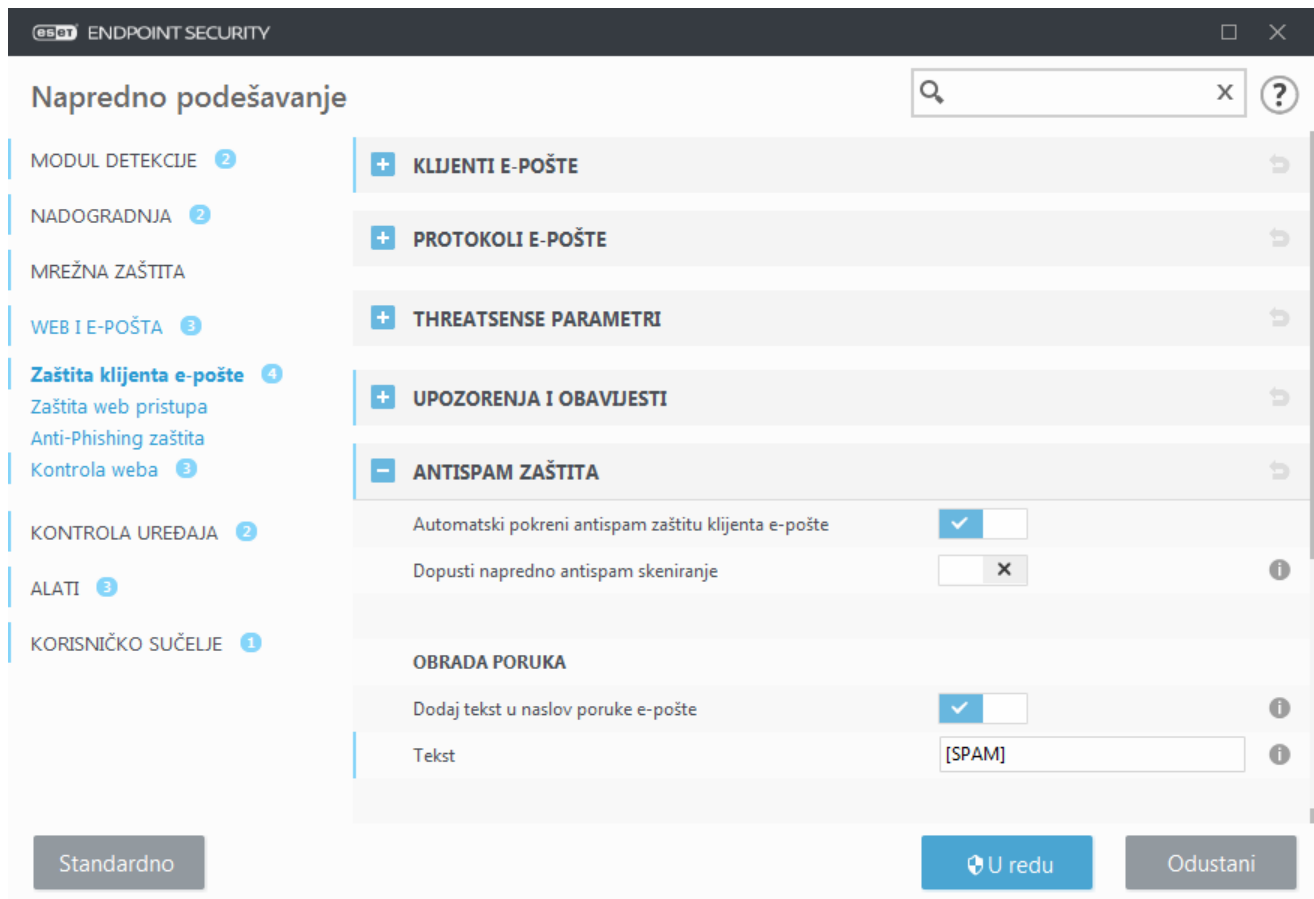 eset ENDPOINT SECURITY
Napredno podešavanje
x
?
MODUL DETEKCIJE 2
NADOGRADNJA 2
MREŽNA ZAŠTITA
WEB I E-POŠTA 3
Zaštita klijenta e-pošte 4
Zaštita web pristupa
Anti-Phishing zaštita
Kontrola weba 3
KONTROLA UREĐAJA 2
ALATI 3
KORISNIČKO SUČELJE 1
KLIJENTI E-POŠTE
PROTOKOLI E-POŠTE
THREATSENSE PARAMETRI
UPOZORENJA I OBAVIJESTI
ANTISPAM ZAŠTITA
Automatski pokreni antispam zaštitu klijenta e-pošte
Dopusti napredno antispam skeniranje
OBRADA PORUKA
Dodaj tekst u naslov poruke e-pošte
Tekst [SPAM]
Standardno
U redu
Odustani